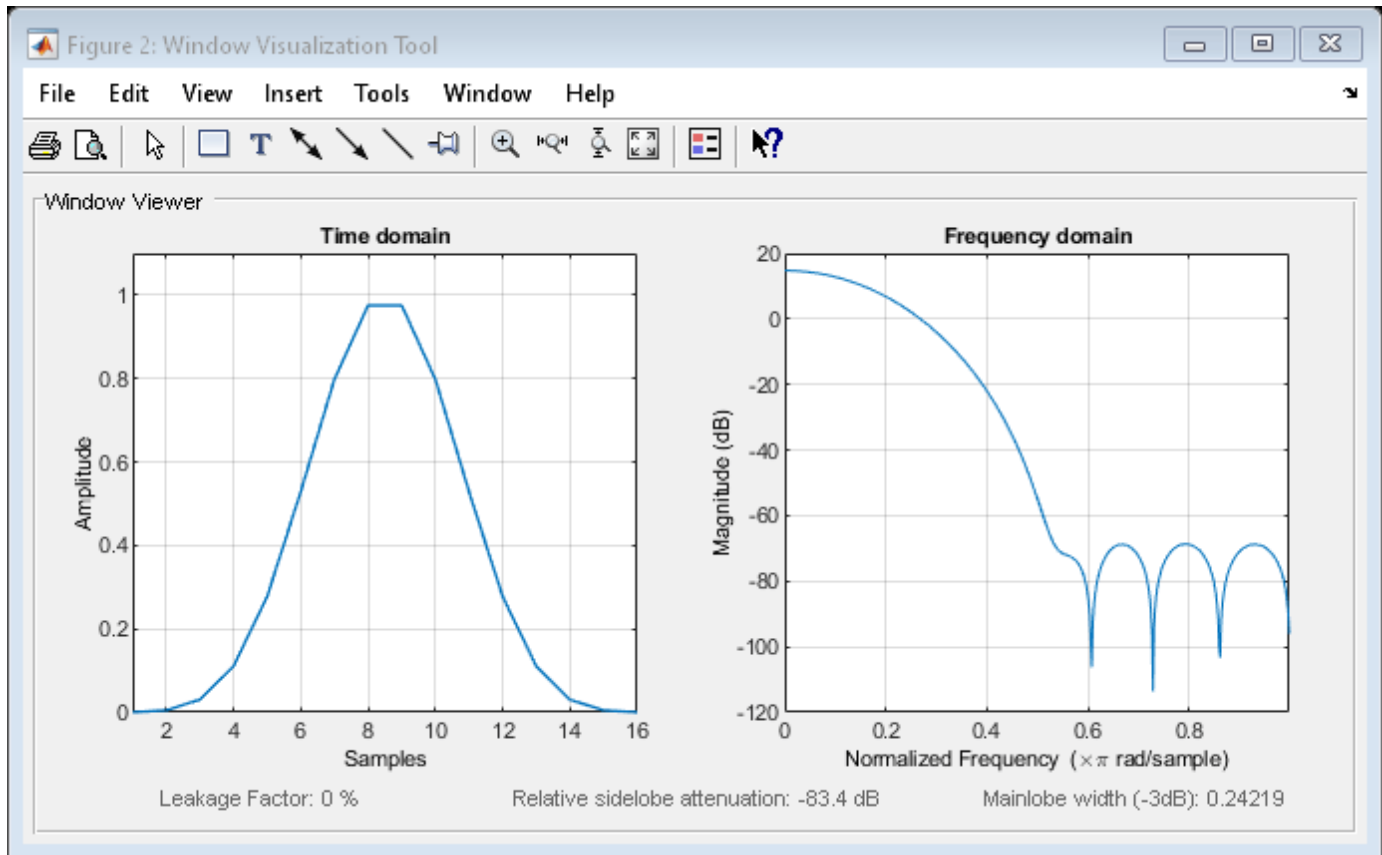 Figure 2: Window Visualization Tool
File Edit View Insert Tools Window Help
T ?
Window Viewer
Time domain
1
0.8
0.6
0.4
0.2
0
Amplitude
2 4 6 8 10 12 14 16
Samples
Frequency domain
20
0
-20
-40
-60
-80
-100
-120
Magnitude (dB)
0 0.2 0.4 0.6 0.8
Normalized Frequency (×π rad/sample)
Leakage Factor: 0 % Relative sidelobe attenuation: -83.4 dB Mainlobe width (-3dB): 0.24219